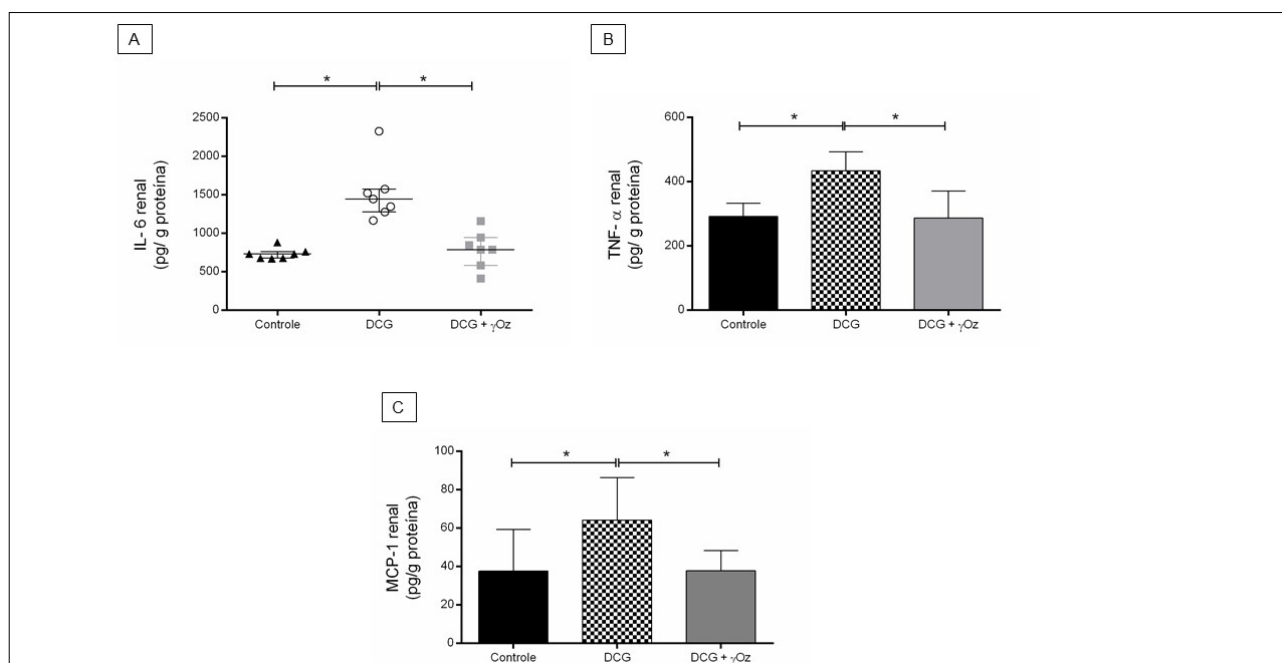 A
* *
IL- 6 renal
(pg/ g proteína)
2500
2000
1500
1000
500
0
Controle DCG DCG + γOz
B
* *
TNF- α renal
(pg/ g proteína)
600
400
200
0
Controle DCG DCG + γOz
C
* *
MCP-1 renal
(pg/g proteína)
100
80
60
40
20
0
Controle DCG DCG + γOz